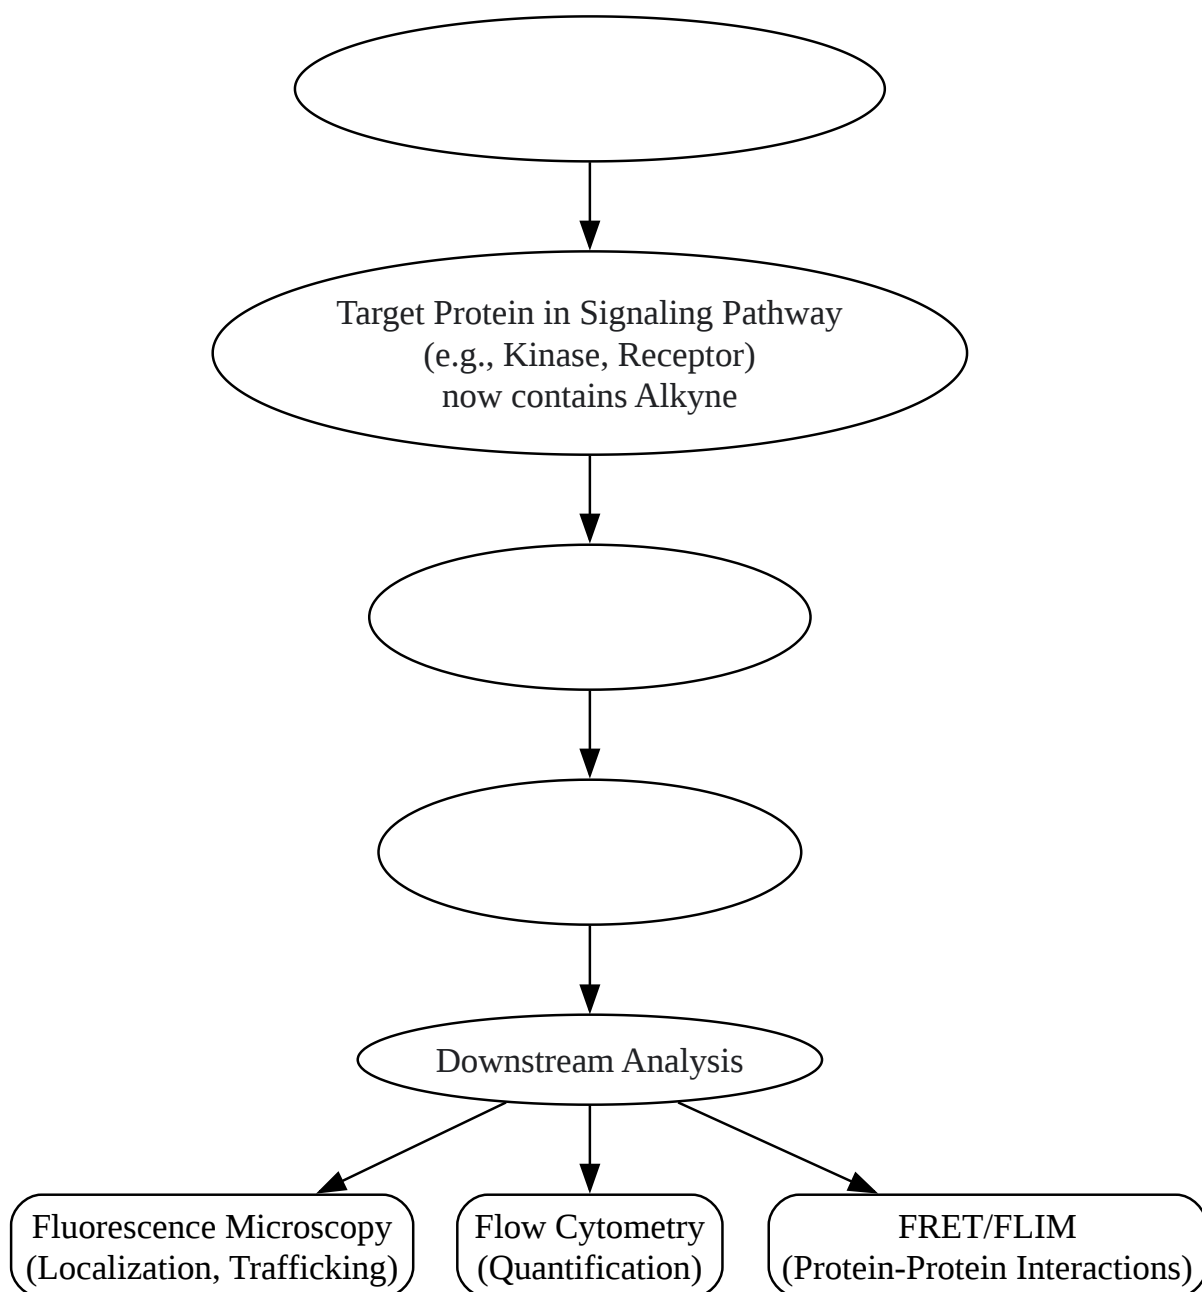 Target Protein in Signaling Pathway
(e.g., Kinase, Receptor)
now contains Alkyne
Downstream Analysis
Fluorescence Microscopy
(Localization, Trafficking)
Flow Cytometry
(Quantification)
FRET/FLIM
(Protein-Protein Interactions)